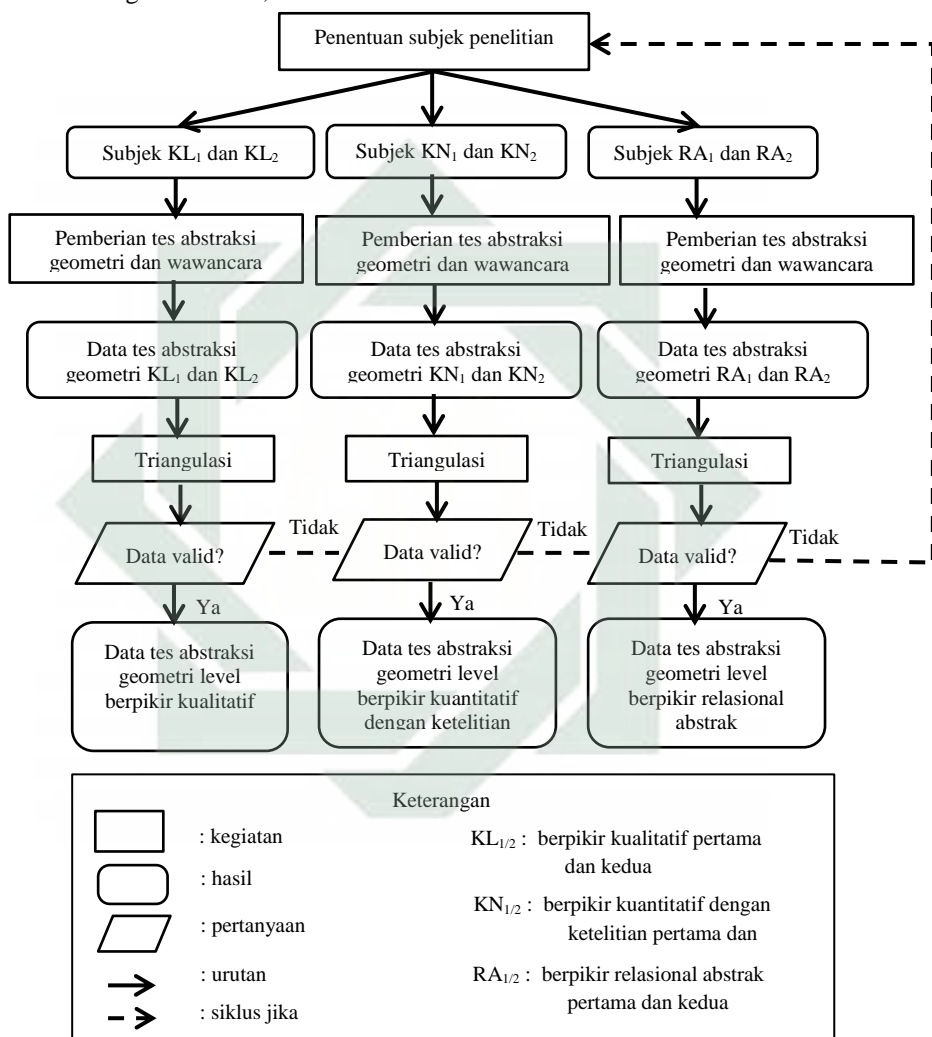 Penentuan subjek penelitian
Subjek KL₁ dan KL₂
Subjek KN₁ dan KN₂
Subjek RA₁ dan RA₂
Pemberian tes abstraksi
geometri dan wawancara
Pemberian tes abstraksi
geometri dan wawancara
Pemberian tes abstraksi
geometri dan wawancara
Data tes abstraksi
geometri KL₁ dan KL₂
Data tes abstraksi
geometri KN₁ dan KN₂
Data tes abstraksi
geometri RA₁ dan RA₂
Triangulasi
Triangulasi
Triangulasi
Data valid?
Tidak
Data valid?
Tidak
Data valid?
Tidak
Ya
Ya
Ya
Data tes abstraksi
geometri level
berpikir kualitatif
Data tes abstraksi
geometri level
berpikir kuantitatif
dengan ketelitian
Data tes abstraksi
geometri level
berpikir relasional
abstrak
Keterangan
: kegiatan
: hasil
: pertanyaan
: urutan
: siklus jika
KL₁/₂ : berpikir kualitatif pertama
dan kedua
KN₁/₂ : berpikir kuantitatif dengan
ketelitian pertama dan
RA₁/₂ : berpikir relasional abstrak
pertama dan kedua